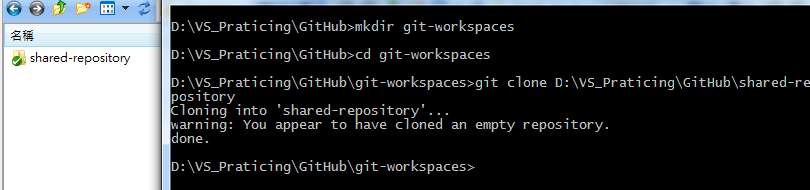 名稱
shared-repository
D:\VS_Praticing\GitHub>mkdir git-workspaces
D:\VS_Praticing\GitHub>cd git-workspaces
D:\VS_Praticing\GitHub\git-workspaces>git clone D:\VS_Praticing\GitHub\shared-re
pository
Cloning into 'shared-repository'...
warning: You appear to have cloned an empty repository.
done.
D:\VS_Praticing\GitHub\git-workspaces>